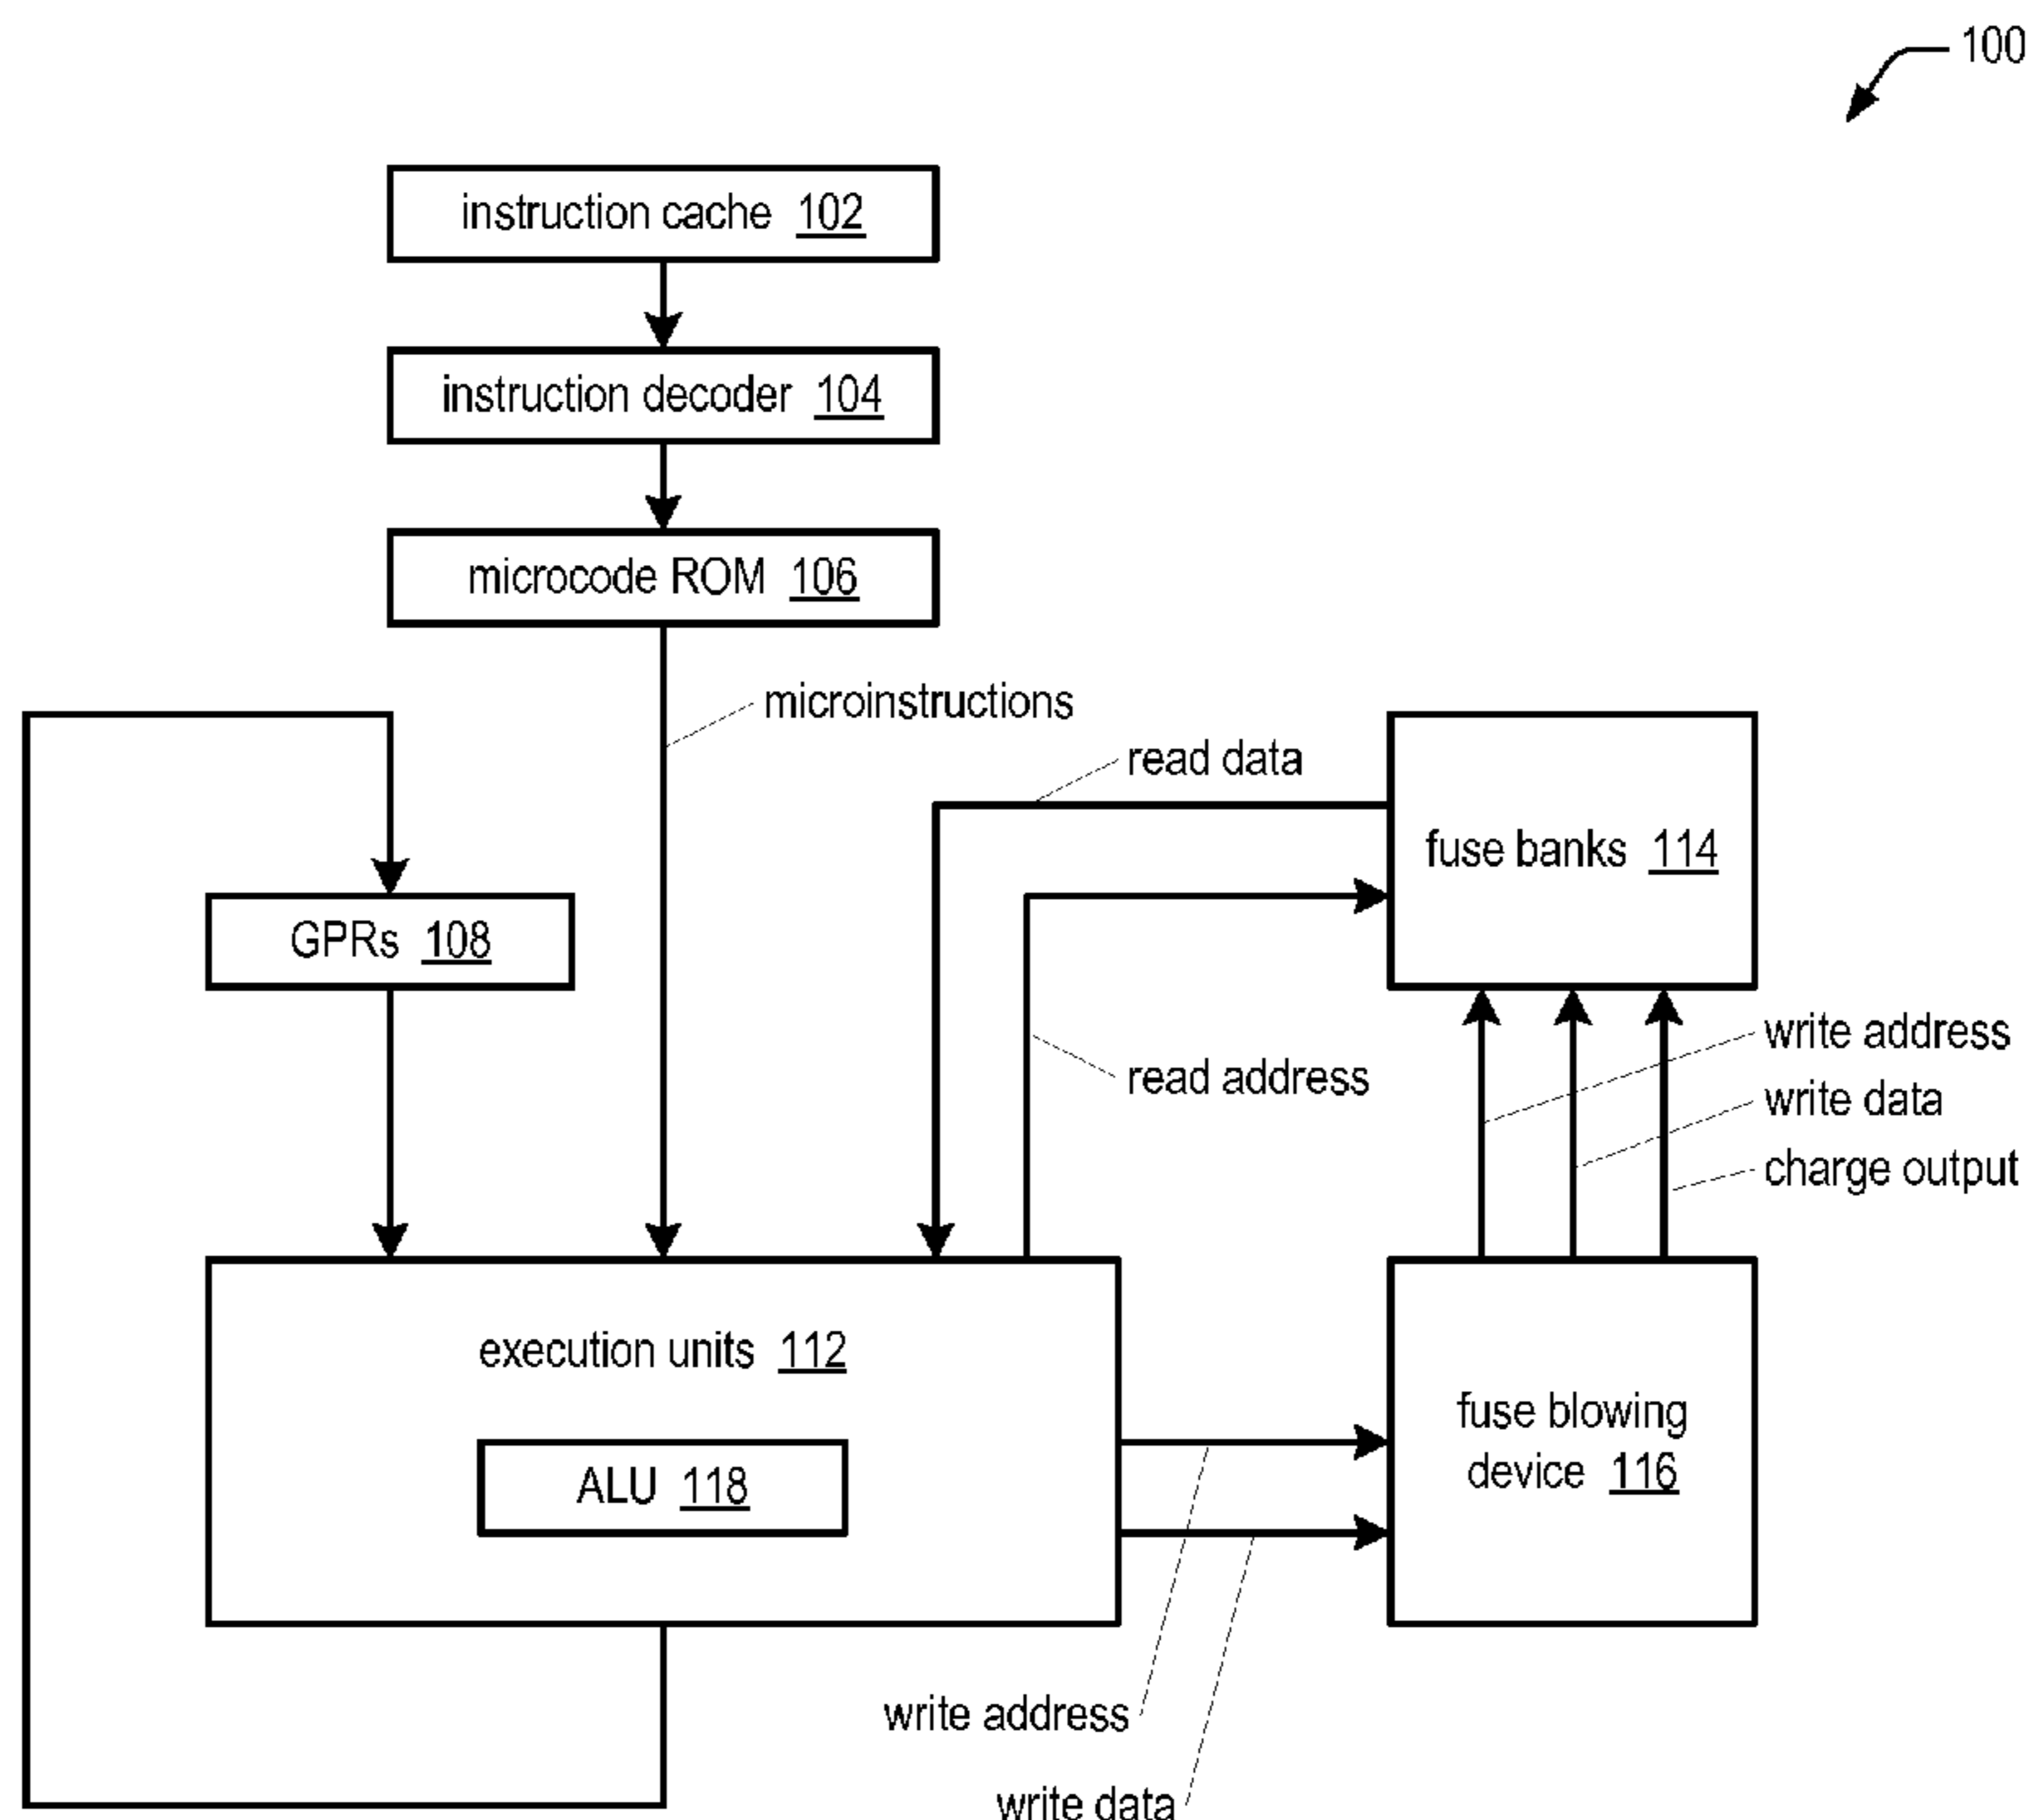 100
instruction cache 102
instruction decoder 104
microcode ROM 106
microinstructions
read data
fuse banks 114
GPRs 108
read address
write address
write data
charge output
execution units 112
ALU 118
fuse blowing
device 116
write address
write data